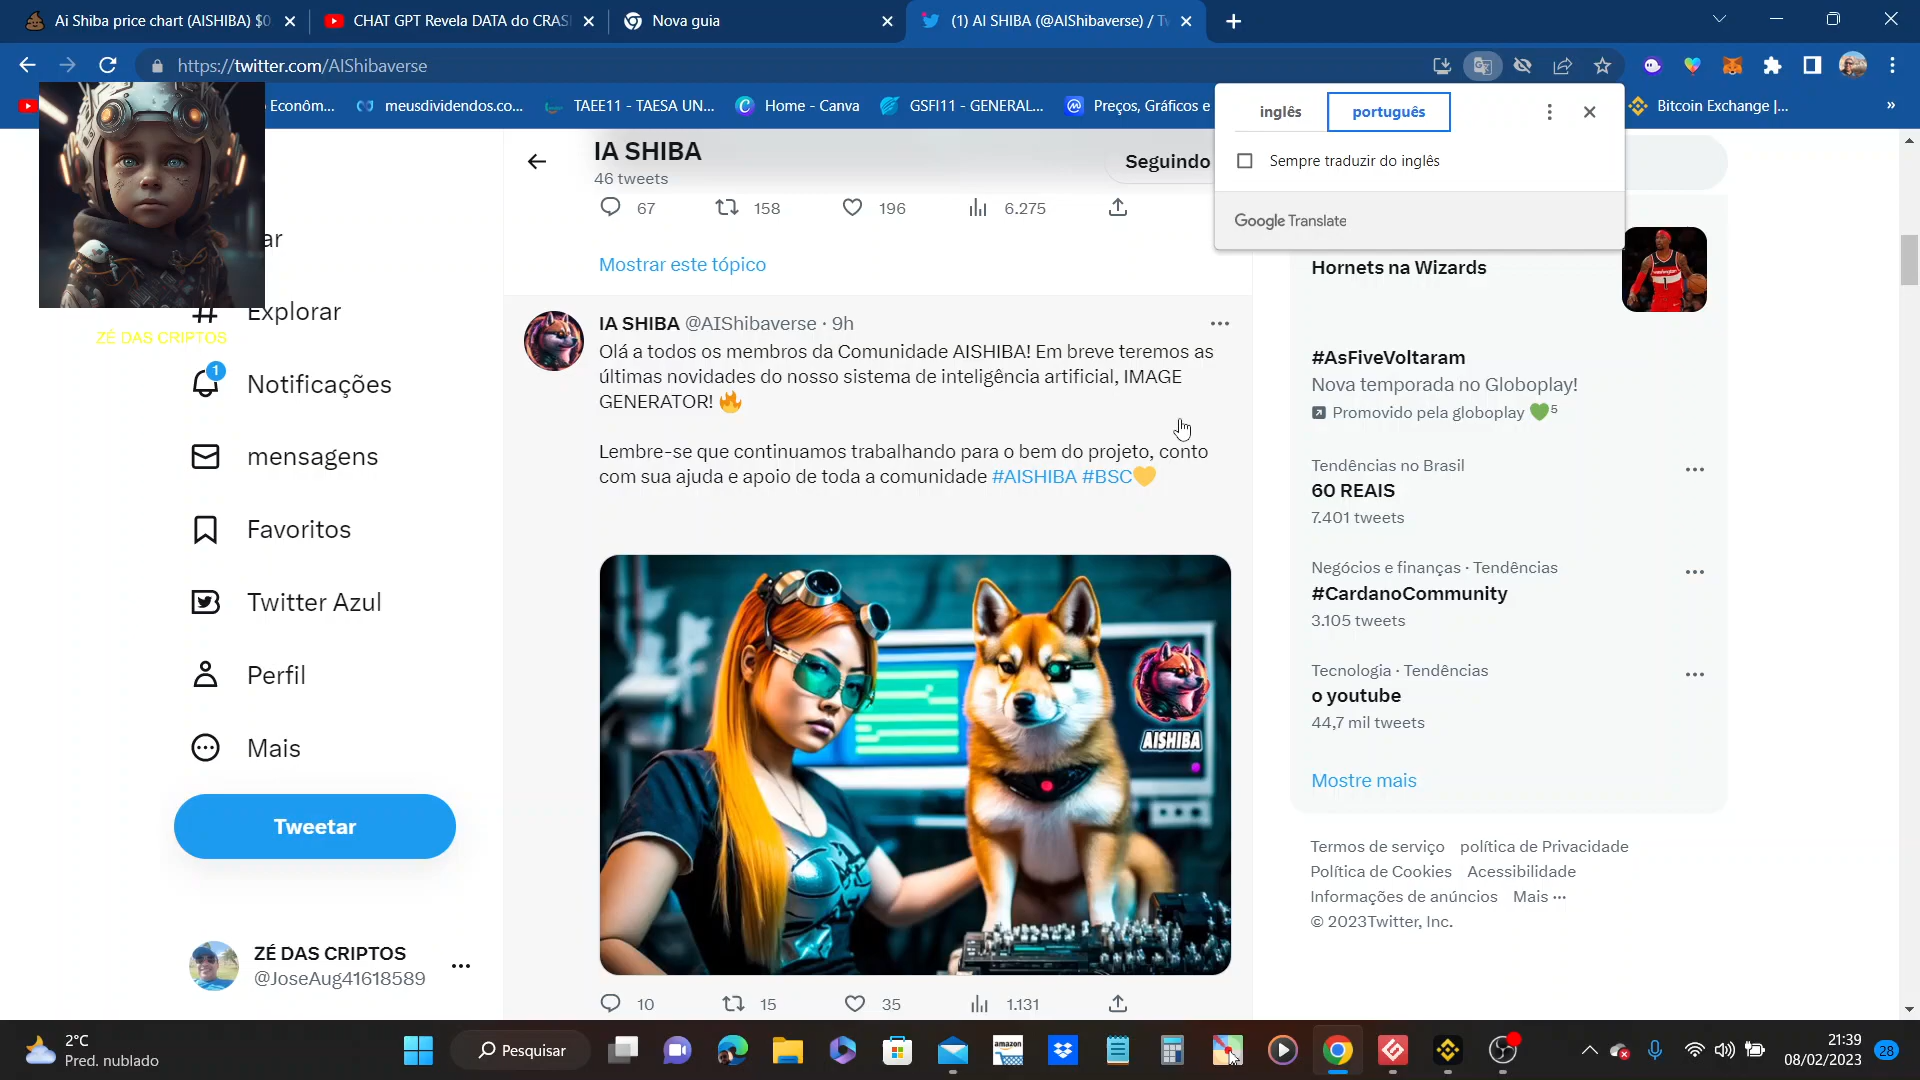 Ai Shiba price chart (AISHIBA) $0
CHAT GPT Revela DATA do CRAS
Nova guia
(1) AI SHIBA (@AIShibaverse) / Tw
https://twitter.com/AIShibaverse
Econôm...
meusdividendos.co...
TAEE11 - TAESA UN...
Home - Canva
GSFI11 - GENERAL...
Preços, Gráficos e
Bitcoin Exchange |...
»
inglês
português
Sempre traduzir do inglês
Google Translate
ZÉ DAS CRIPTOS
ar
Explorar
1
Notificações
mensagens
Favoritos
Twitter Azul
Perfil
Mais
Tweetar
ZÉ DAS CRIPTOS
@JoseAug41618589
IA SHIBA
46 tweets
Seguindo
67 158 196 6.275
Mostrar este tópico
IA SHIBA @AIShibaverse · 9h
Olá a todos os membros da Comunidade AISHIBA! Em breve teremos as
últimas novidades do nosso sistema de inteligência artificial, IMAGE
GENERATOR! 🔥
Lembre-se que continuamos trabalhando para o bem do projeto, conto
com sua ajuda e apoio de toda a comunidade #AISHIBA #BSC💛
AISHIBA
10 15 35 1.131
Hornets na Wizards
#AsFiveVoltaram
Nova temporada no Globoplay!
Promovido pela globoplay 💚5
Tendências no Brasil
60 REAIS
7.401 tweets
Negócios e finanças · Tendências
#CardanoCommunity
3.105 tweets
Tecnologia · Tendências
o youtube
44,7 mil tweets
Mostre mais
Termos de serviço política de Privacidade
Política de Cookies Acessibilidade
Informações de anúncios Mais ···
© 2023Twitter, Inc.
2°C
Pred. nublado
Pesquisar
amazon
21:39
08/02/2023
28